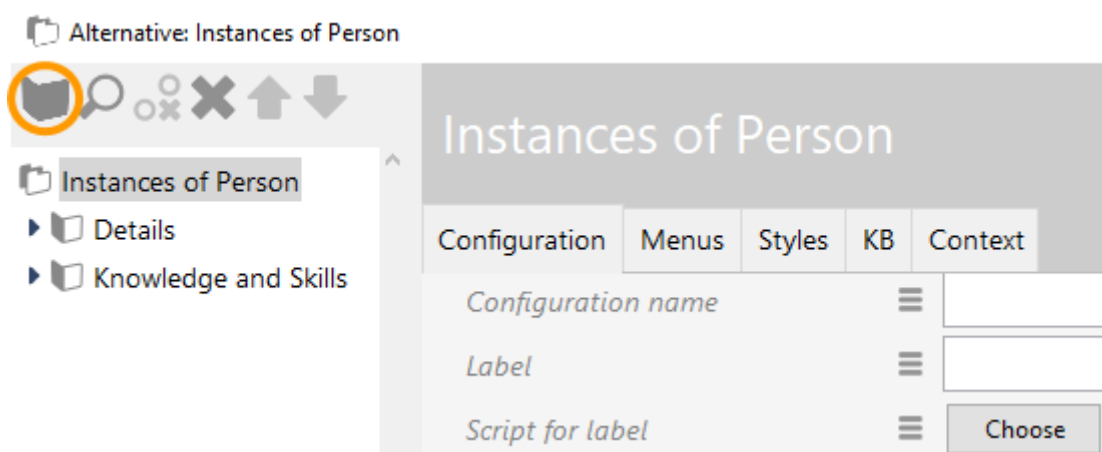 Alternative: Instances of Person
Instances of Person
Instances of Person
Details
Knowledge and Skills
Configuration Menus Styles KB Context
Configuration name
Label
Script for label Choose